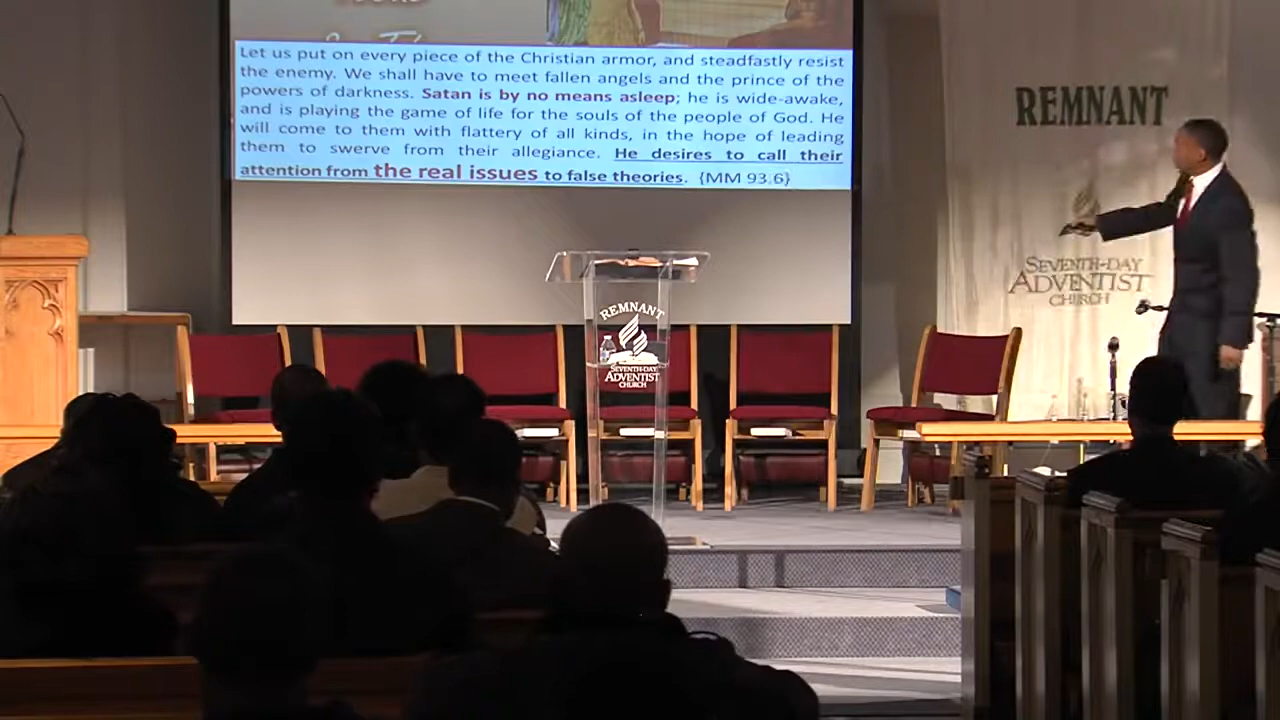 Let us put on every piece of the Christian armor, and steadfastly resist
the enemy. We shall have to meet fallen angels and the prince of the
powers of darkness. Satan is by no means asleep; he is wide-awake,
and is playing the game of life for the souls of the people of God. He
will come to them with flattery of all kinds, in the hope of leading
them to swerve from their allegiance. He desires to call their
attention from the real issues to false theories. {MM 93.6}
REMNANT
SEVENTH-DAY
ADVENTIST
CHURCH
REMNANT
SEVENTH-DAY
ADVENTIST
CHURCH